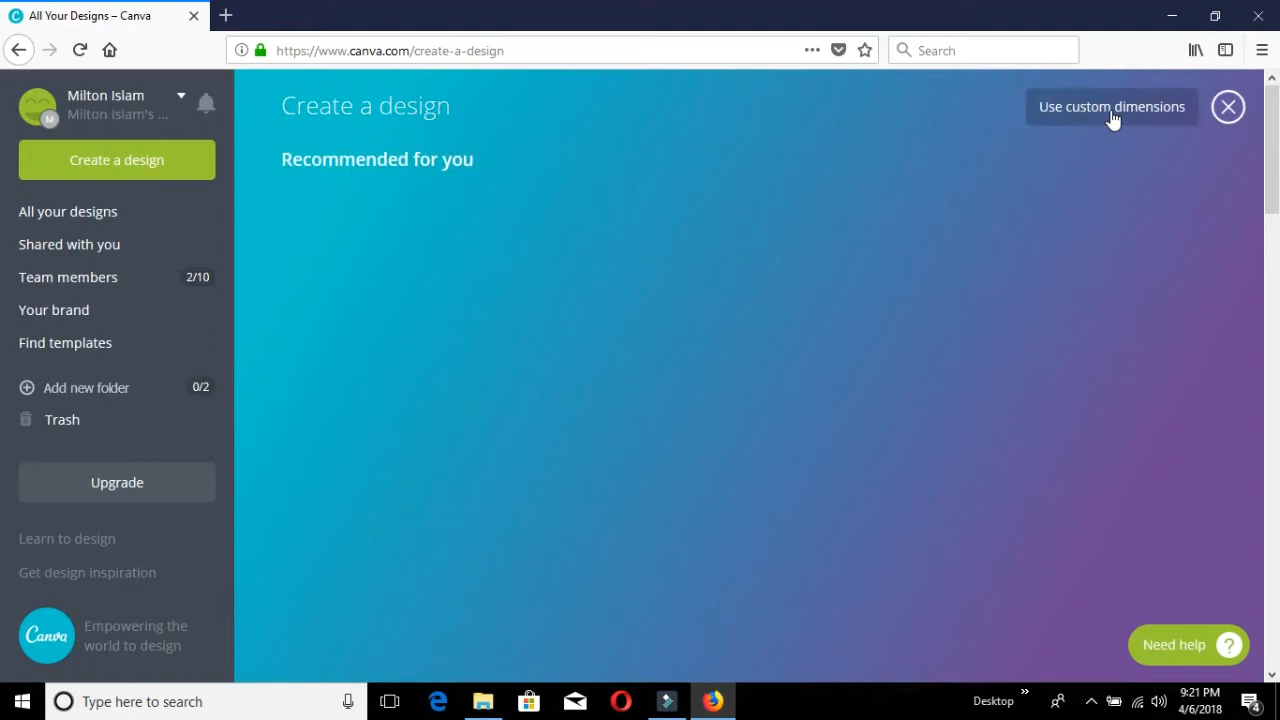 All Your Designs – Canva
https://www.canva.com/create-a-design
Search
Milton Islam
Milton Islam's ...
M
Create a design
All your designs
Shared with you
Team members 2/10
Your brand
Find templates
Add new folder 0/2
Trash
Upgrade
Learn to design
Get design inspiration
Canva
Empowering the
world to design
Create a design
Use custom dimensions
Recommended for you
Need help ?
Type here to search
Desktop
9:21 PM
4/6/2018
4